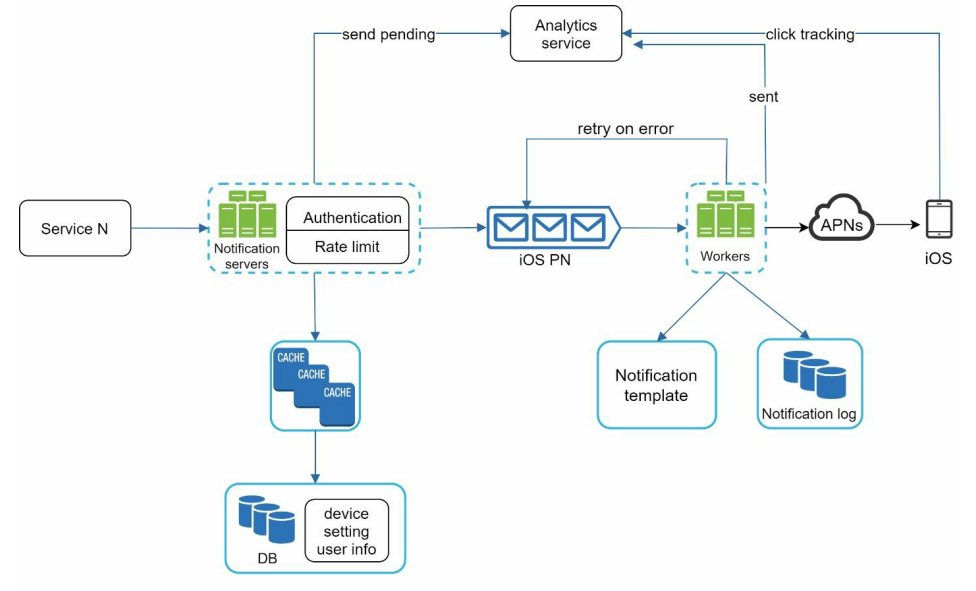 Analytics
service
send pending
click tracking
sent
retry on error
Service N
Notification
servers
Authentication
Rate limit
iOS PN
Workers
APNs
iOS
CACHE
CACHE
CACHE
Notification
template
Notification log
DB
device
setting
user info